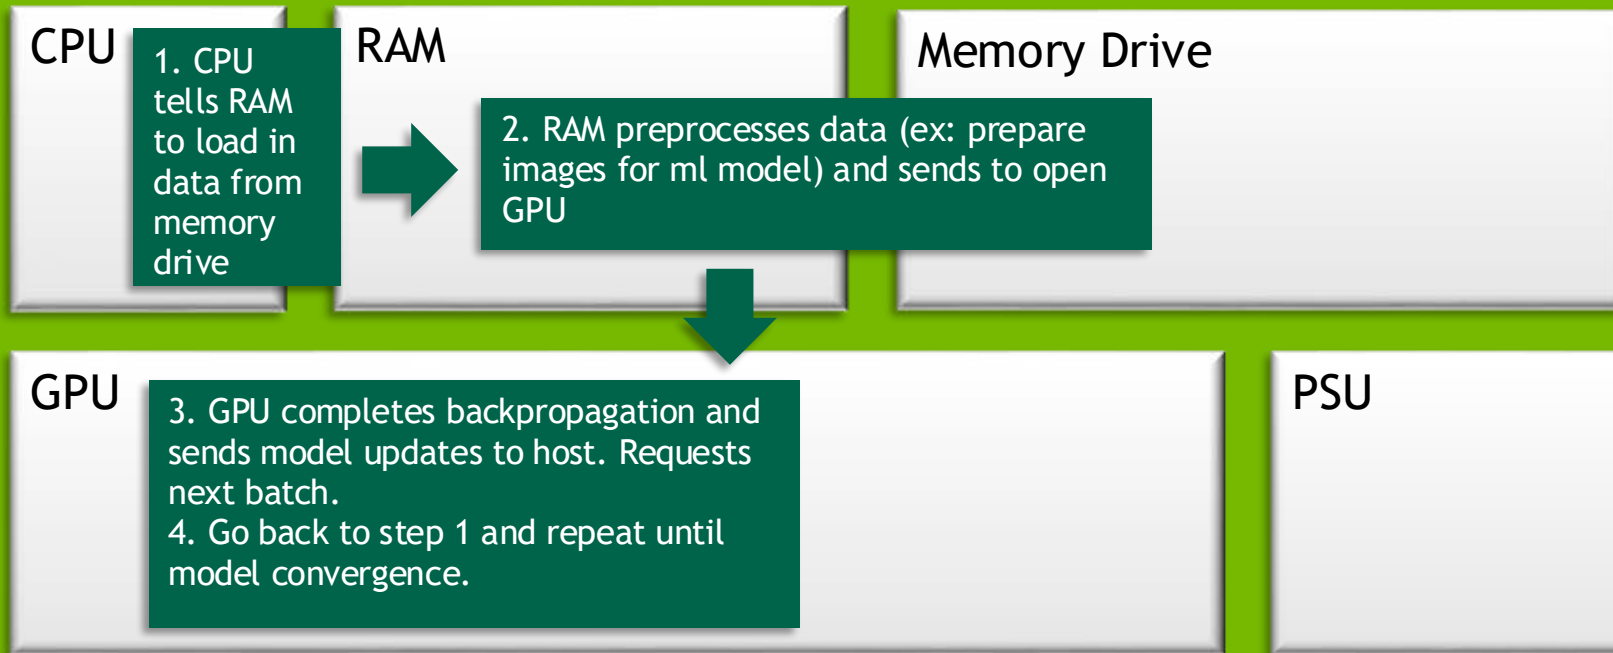 CPU
1. CPU
tells RAM
to load in
data from
memory
drive
RAM
2. RAM preprocesses data (ex: prepare
images for ml model) and sends to open
GPU
Memory Drive
GPU
3. GPU completes backpropagation and
sends model updates to host. Requests
next batch.
4. Go back to step 1 and repeat until
model convergence.
PSU